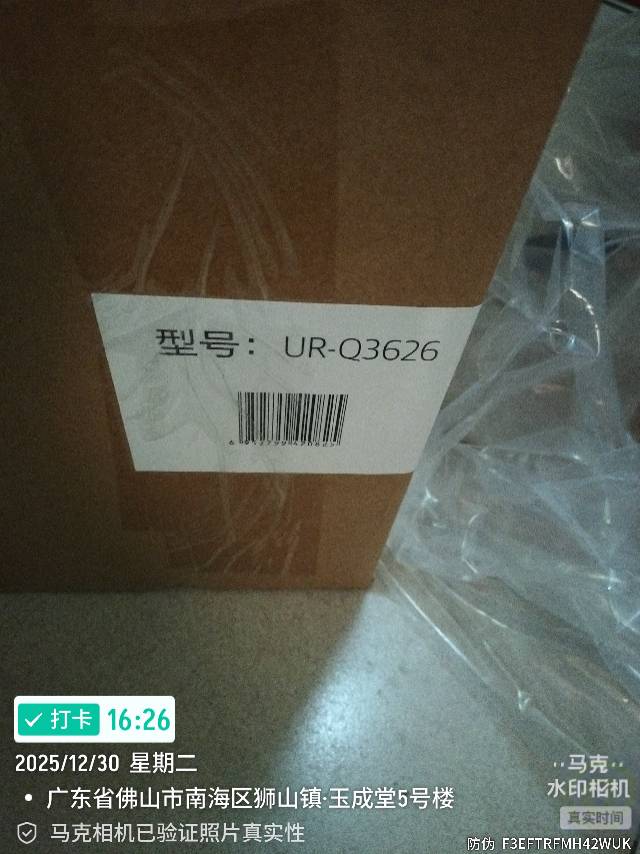 型号： UR-Q3626
打卡 16:26
2025/12/30 星期二
广东省佛山市南海区狮山镇·玉成堂5号楼
马克相机已验证照片真实性
马克
水印相机
真实时间
防伪 F3EFTRFMH42WUK